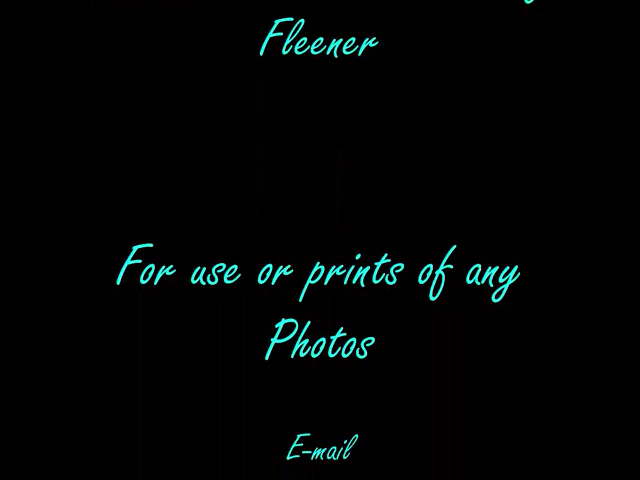 Fleener
For use or prints of any
Photos
E-mail